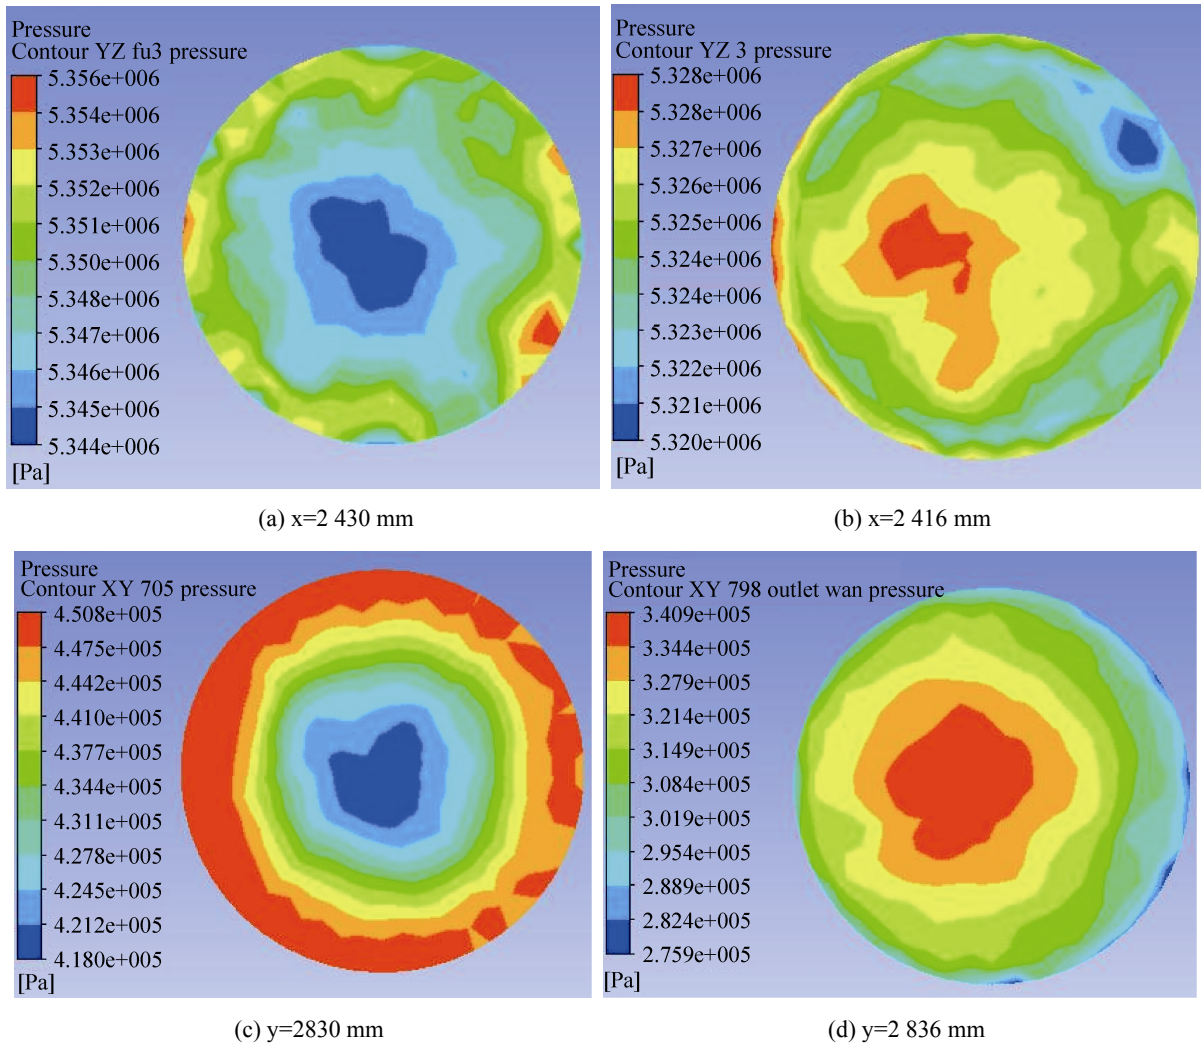 Pressure
Contour YZ fu3 pressure
5.356e+006
5.354e+006
5.353e+006
5.352e+006
5.351e+006
5.350e+006
5.348e+006
5.347e+006
5.346e+006
5.345e+006
5.344e+006
[Pa]
(a) x=2 430 mm
Pressure
Contour YZ 3 pressure
5.328e+006
5.328e+006
5.327e+006
5.326e+006
5.325e+006
5.324e+006
5.324e+006
5.323e+006
5.322e+006
5.321e+006
5.320e+006
[Pa]
(b) x=2 416 mm
Pressure
Contour XY 705 pressure
4.508e+005
4.475e+005
4.442e+005
4.410e+005
4.377e+005
4.344e+005
4.311e+005
4.278e+005
4.245e+005
4.212e+005
4.180e+005
[Pa]
(c) y=2830 mm
Pressure
Contour XY 798 outlet wan pressure
3.409e+005
3.344e+005
3.279e+005
3.214e+005
3.149e+005
3.084e+005
3.019e+005
2.954e+005
2.889e+005
2.824e+005
2.759e+005
[Pa]
(d) y=2 836 mm